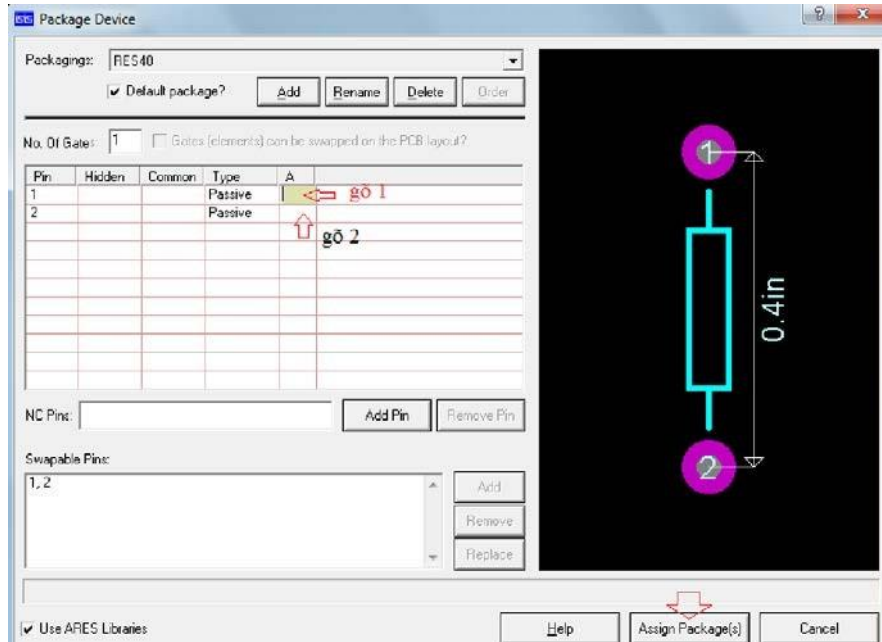 ISIS Package Device
Packagings: RES40
Default package? Add Rename Delete Order
No. Of Gates: 1 Gates (elements) can be swapped on the PCB layout?
Pin Hidden Common Type A
1 Passive gõ 1
2 Passive
gõ 2
NC Pins: Add Pin Remove Pin
Swapable Pins:
1, 2
Add
Remove
Replace
Use ARES Libraries Help Assign Package(s) Cancel
1
0.4in
2